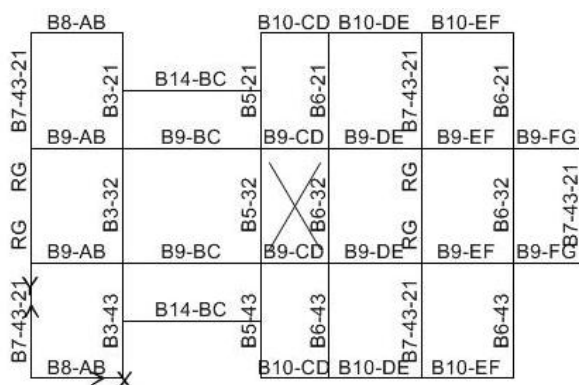 B8-AB B10-CD B10-DE B10-EF
B7-43-21 B3-21 B14-BC B5-21 B6-21 B7-43-21 B6-21
B9-AB B9-BC B9-CD B9-DE B9-EF B9-FG
RG RG B3-32 B5-32 B6-32 RG RG B6-32 B7-43-21
B9-AB B9-BC B9-CD B9-DE B9-EF B9-FG
Y
B7-43-21 B3-43 B14-BC B5-43 B6-43 B7-43-21 B6-43
B8-AB X B10-CD B10-DE B10-EF